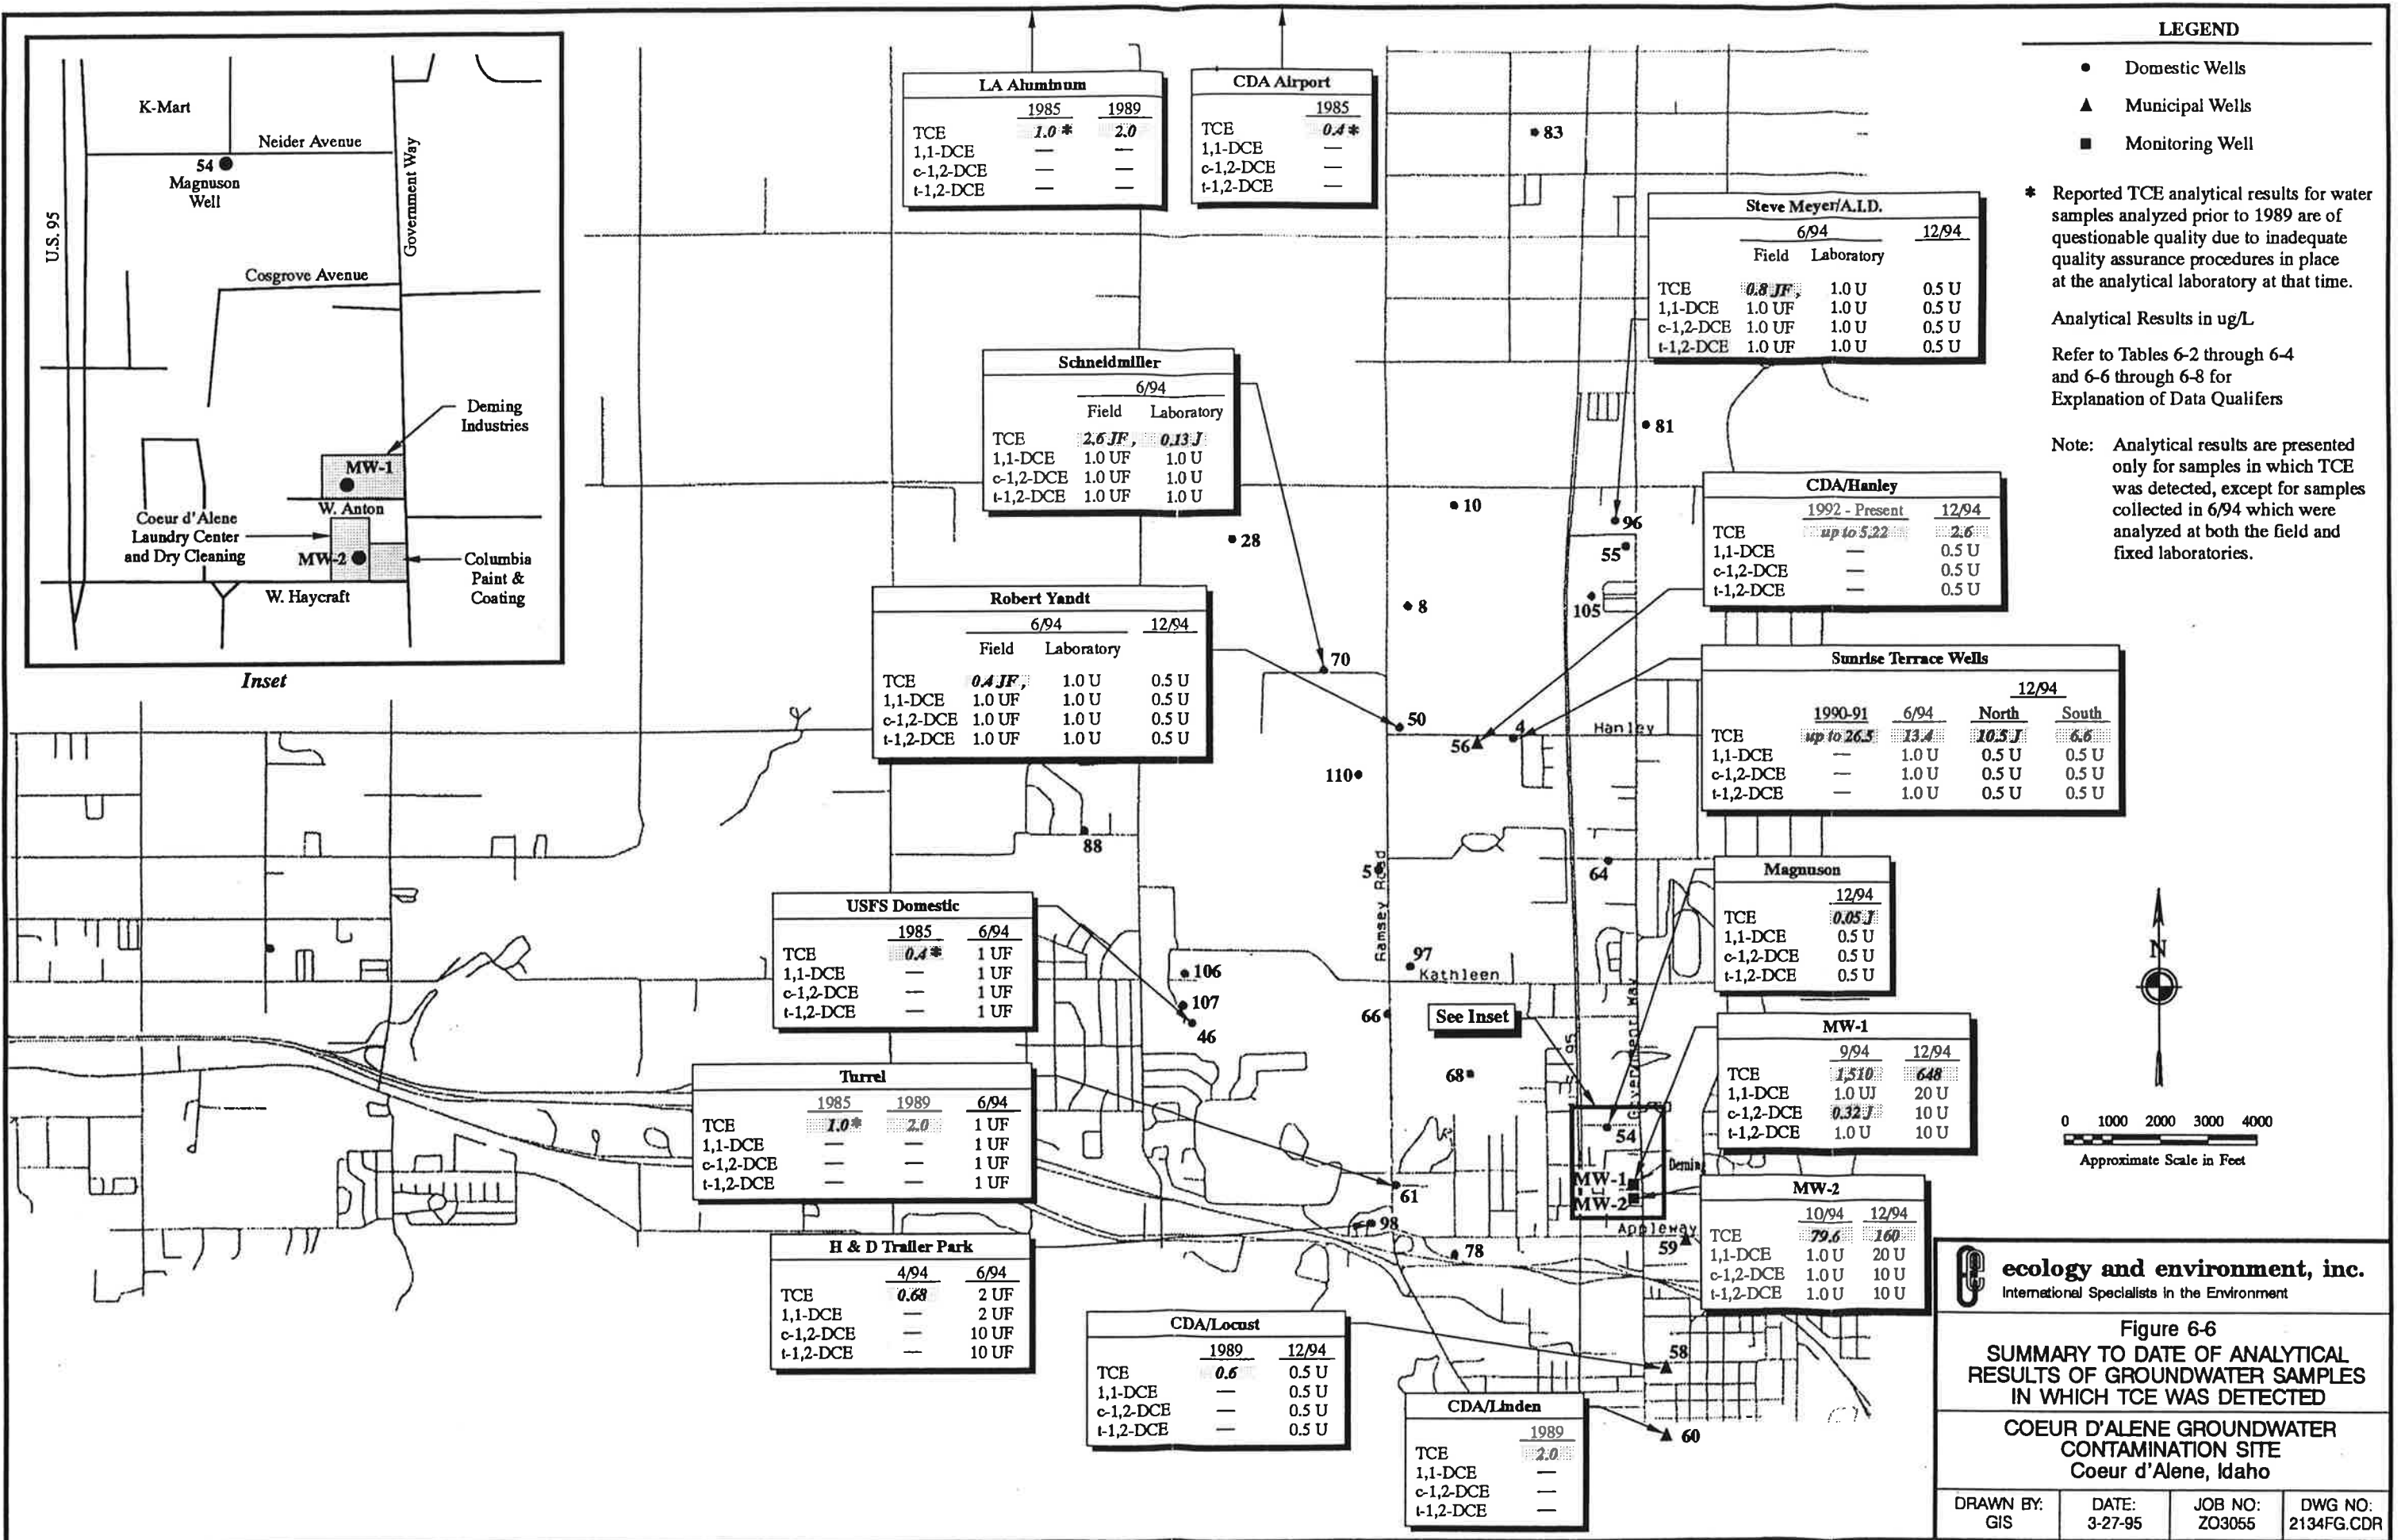 K-Mart
Neider Avenue
54
Magnuson
Well
U.S. 95
Government Way
Cosgrove Avenue
Deming
Industries
MW-1
W. Anton
Coeur d'Alene
Laundry Center
and Dry Cleaning
MW-2
Columbia
Paint &
Coating
W. Haycraft
Inset
LA Aluminum
1985 1989
TCE 1.0 * 2.0
1,1-DCE — —
c-1,2-DCE — —
t-1,2-DCE — —
CDA Airport
1985
TCE 0.4 *
1,1-DCE —
c-1,2-DCE —
t-1,2-DCE —
LEGEND
● Domestic Wells
▲ Municipal Wells
■ Monitoring Well
* Reported TCE analytical results for water
samples analyzed prior to 1989 are of
questionable quality due to inadequate
quality assurance procedures in place
at the analytical laboratory at that time.
Analytical Results in ug/L
Refer to Tables 6-2 through 6-4
and 6-6 through 6-8 for
Explanation of Data Qualifers
Note: Analytical results are presented
only for samples in which TCE
was detected, except for samples
collected in 6/94 which were
analyzed at both the field and
fixed laboratories.
83
Steve Meyer/A.I.D.
6/94 12/94
Field Laboratory
TCE 0.8 JF, 1.0 U 0.5 U
1,1-DCE 1.0 UF 1.0 U 0.5 U
c-1,2-DCE 1.0 UF 1.0 U 0.5 U
t-1,2-DCE 1.0 UF 1.0 U 0.5 U
Schneidmiller
6/94
Field Laboratory
TCE 2.6 JF, 0.13 J
1,1-DCE 1.0 UF 1.0 U
c-1,2-DCE 1.0 UF 1.0 U
t-1,2-DCE 1.0 UF 1.0 U
81
10
96
28
55
CDA/Hanley
1992 - Present 12/94
TCE up to 5.22 2.6
1,1-DCE — 0.5 U
c-1,2-DCE — 0.5 U
t-1,2-DCE — 0.5 U
8
105
Robert Yandt
6/94 12/94
Field Laboratory
TCE 0.4 JF, 1.0 U 0.5 U
1,1-DCE 1.0 UF 1.0 U 0.5 U
c-1,2-DCE 1.0 UF 1.0 U 0.5 U
t-1,2-DCE 1.0 UF 1.0 U 0.5 U
70
50
56
4
Hanley
Sunrise Terrace Wells
12/94
1990-91 6/94 North South
TCE up to 26.5 13.4 10.5 J 6.6
1,1-DCE — 1.0 U 0.5 U 0.5 U
c-1,2-DCE — 1.0 U 0.5 U 0.5 U
t-1,2-DCE — 1.0 U 0.5 U 0.5 U
110
88
5
Ramsey Road
64
Magnuson
12/94
TCE 0.05 J
1,1-DCE 0.5 U
c-1,2-DCE 0.5 U
t-1,2-DCE 0.5 U
USFS Domestic
1985 6/94
TCE 0.4 * 1 UF
1,1-DCE — 1 UF
c-1,2-DCE — 1 UF
t-1,2-DCE — 1 UF
106
107
46
97
Kathleen
66
See Inset
95
Government Way
68
N
MW-1
9/94 12/94
TCE 1,510 648
1,1-DCE 1.0 UJ 20 U
c-1,2-DCE 0.32 J 10 U
t-1,2-DCE 1.0 U 10 U
Turrel
1985 1989 6/94
TCE 1.0 * 2.0 1 UF
1,1-DCE — — 1 UF
c-1,2-DCE — — 1 UF
t-1,2-DCE — — 1 UF
54
MW-1
MW-2
0 1000 2000 3000 4000
Approximate Scale in Feet
61
98
78
Appleway
59
MW-2
10/94 12/94
TCE 79.6 160
1,1-DCE 1.0 U 20 U
c-1,2-DCE 1.0 U 10 U
t-1,2-DCE 1.0 U 10 U
H & D Trailer Park
4/94 6/94
TCE 0.68 2 UF
1,1-DCE — 2 UF
c-1,2-DCE — 10 UF
t-1,2-DCE — 10 UF
CDA/Locust
1989 12/94
TCE 0.6 0.5 U
1,1-DCE — 0.5 U
c-1,2-DCE — 0.5 U
t-1,2-DCE — 0.5 U
58
CDA/Linden
1989
TCE 2.0
1,1-DCE —
c-1,2-DCE —
t-1,2-DCE —
60
ecology and environment, inc.
International Specialists in the Environment
Figure 6-6
SUMMARY TO DATE OF ANALYTICAL
RESULTS OF GROUNDWATER SAMPLES
IN WHICH TCE WAS DETECTED
COEUR D'ALENE GROUNDWATER
CONTAMINATION SITE
Coeur d'Alene, Idaho
DRAWN BY: GIS
DATE: 3-27-95
JOB NO: ZO3055
DWG NO: 2134FG.CDR